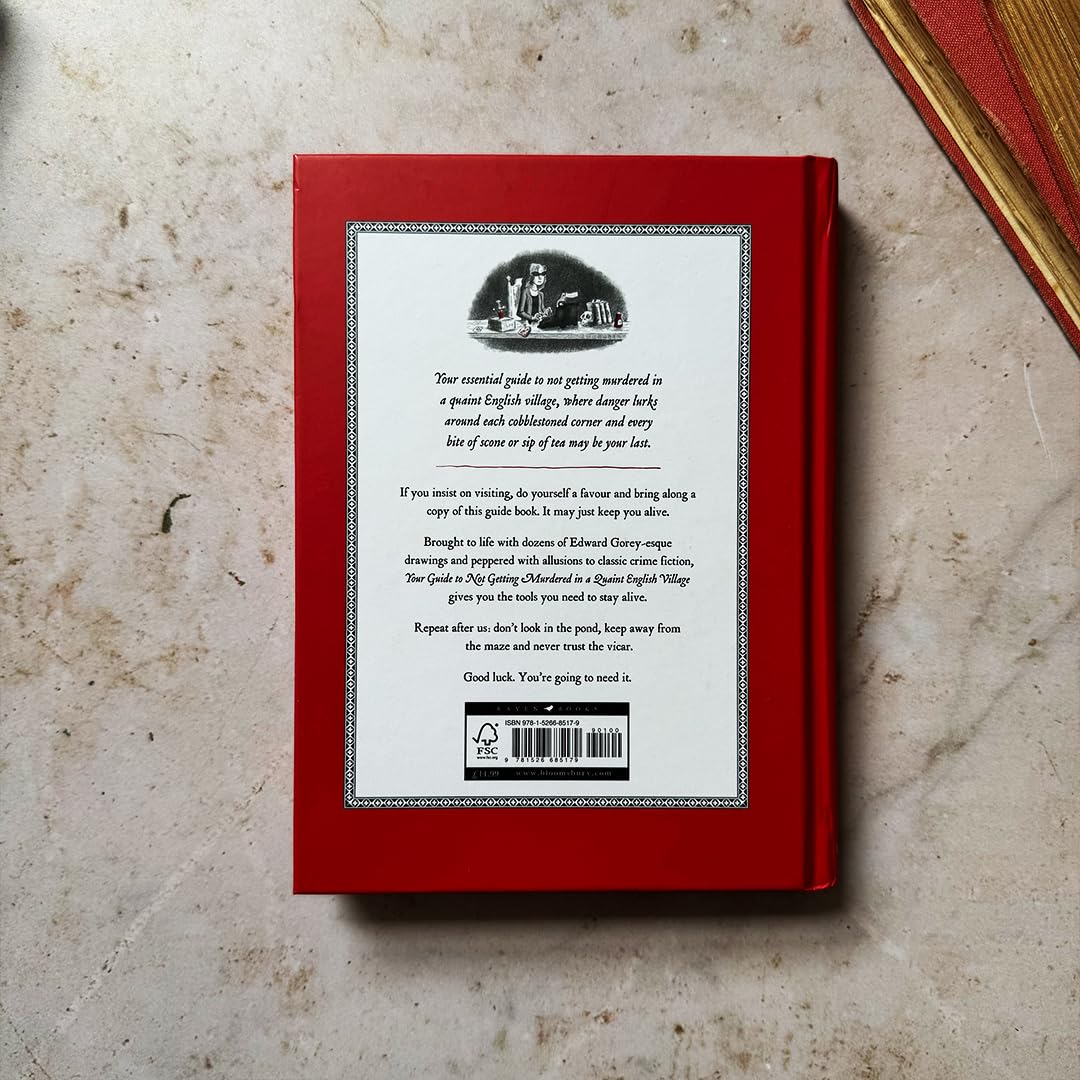 Your essential guide to not getting murdered in
a quaint English village, where danger lurks
around each cobblestoned corner and every
bite of scone or sip of tea may be your last.
If you insist on visiting, do yourself a favour and bring along a
copy of this guide book. It may just keep you alive.
Brought to life with dozens of Edward Gorey-esque
drawings and peppered with allusions to classic crime fiction,
Your Guide to Not Getting Murdered in a Quaint English Village
gives you the tools you need to stay alive.
Repeat after us: don't look in the pond, keep away from
the maze and never trust the vicar.
Good luck. You're going to need it.
RAVEN BOOKS
ISBN 978-1-5266-8517-9
90100
FSC
www.fsc.org
9 781526 685179
£14.99 www.bloomsbury.com